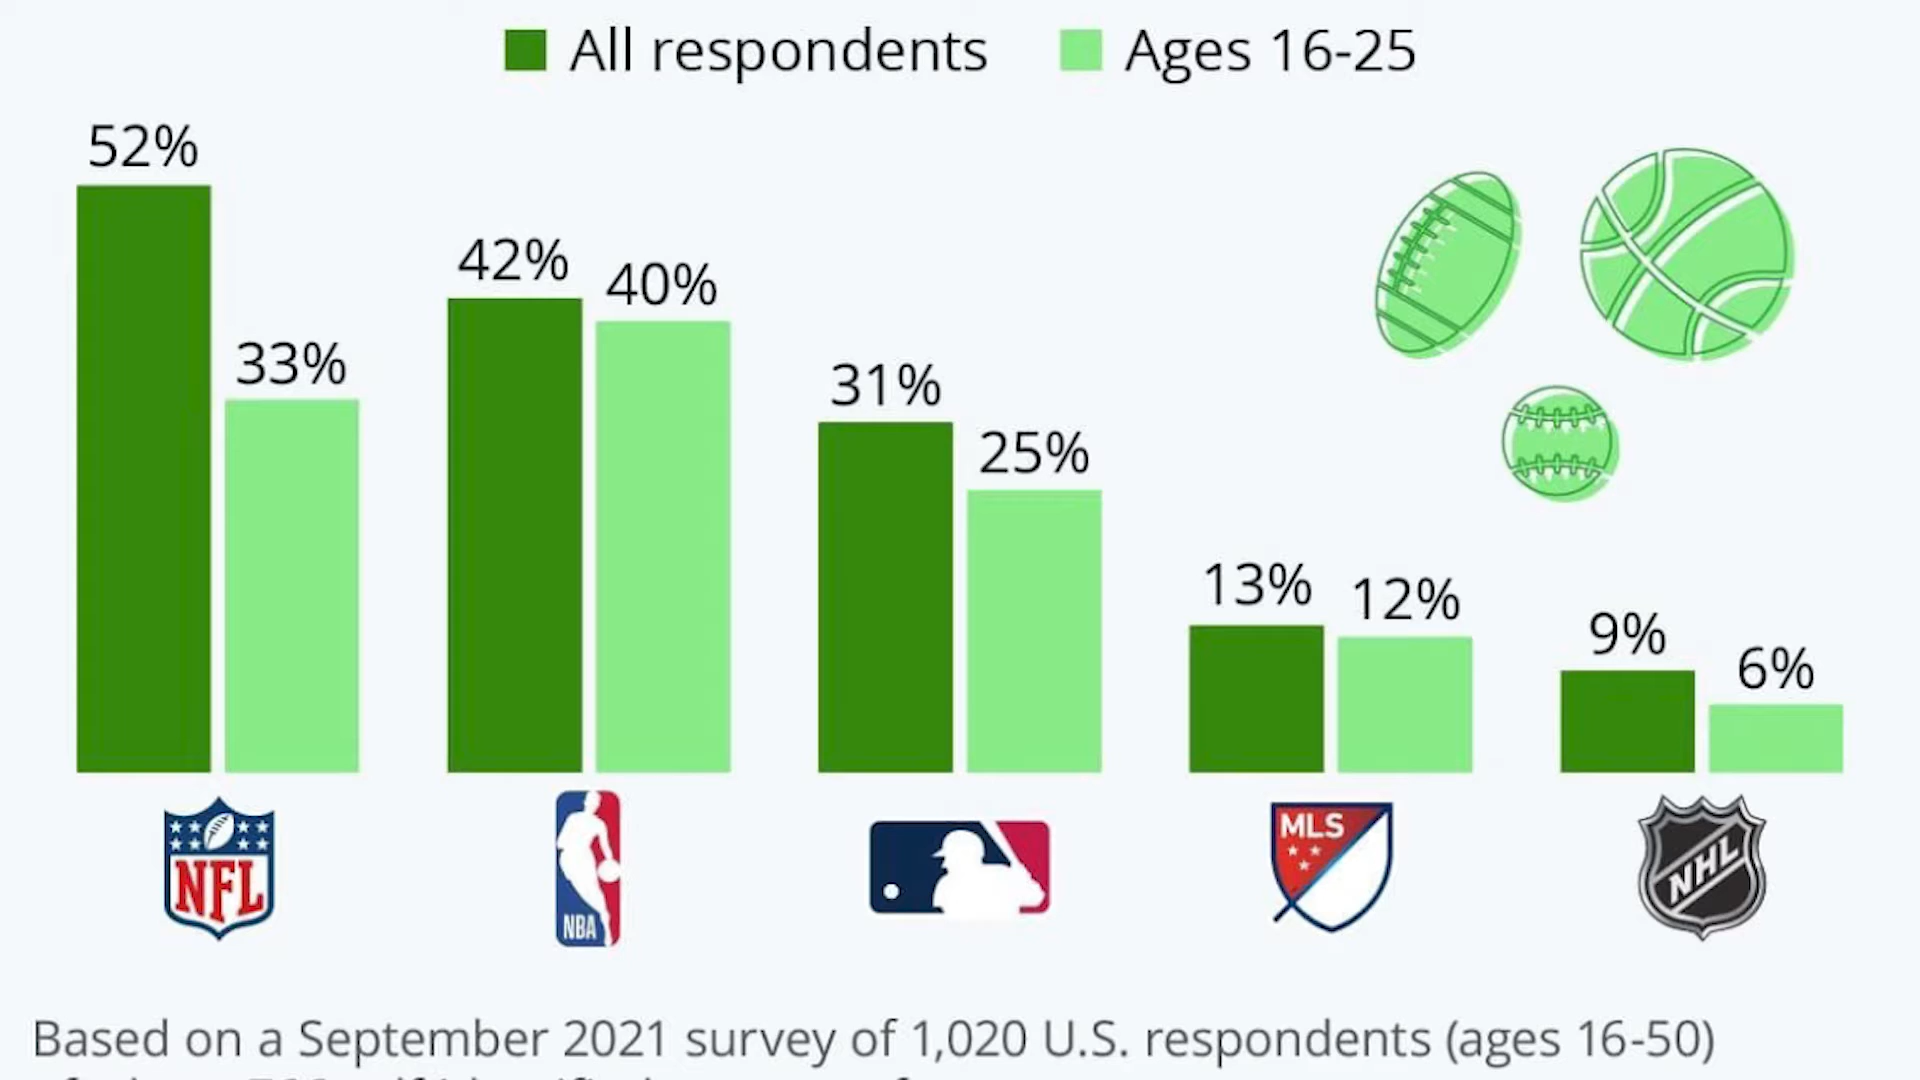 All respondents
Ages 16-25
52%
33%
42%
40%
31%
25%
13%
12%
9%
6%
NFL
NBA
MLS
NHL
Based on a September 2021 survey of 1,020 U.S. respondents (ages 16-50)